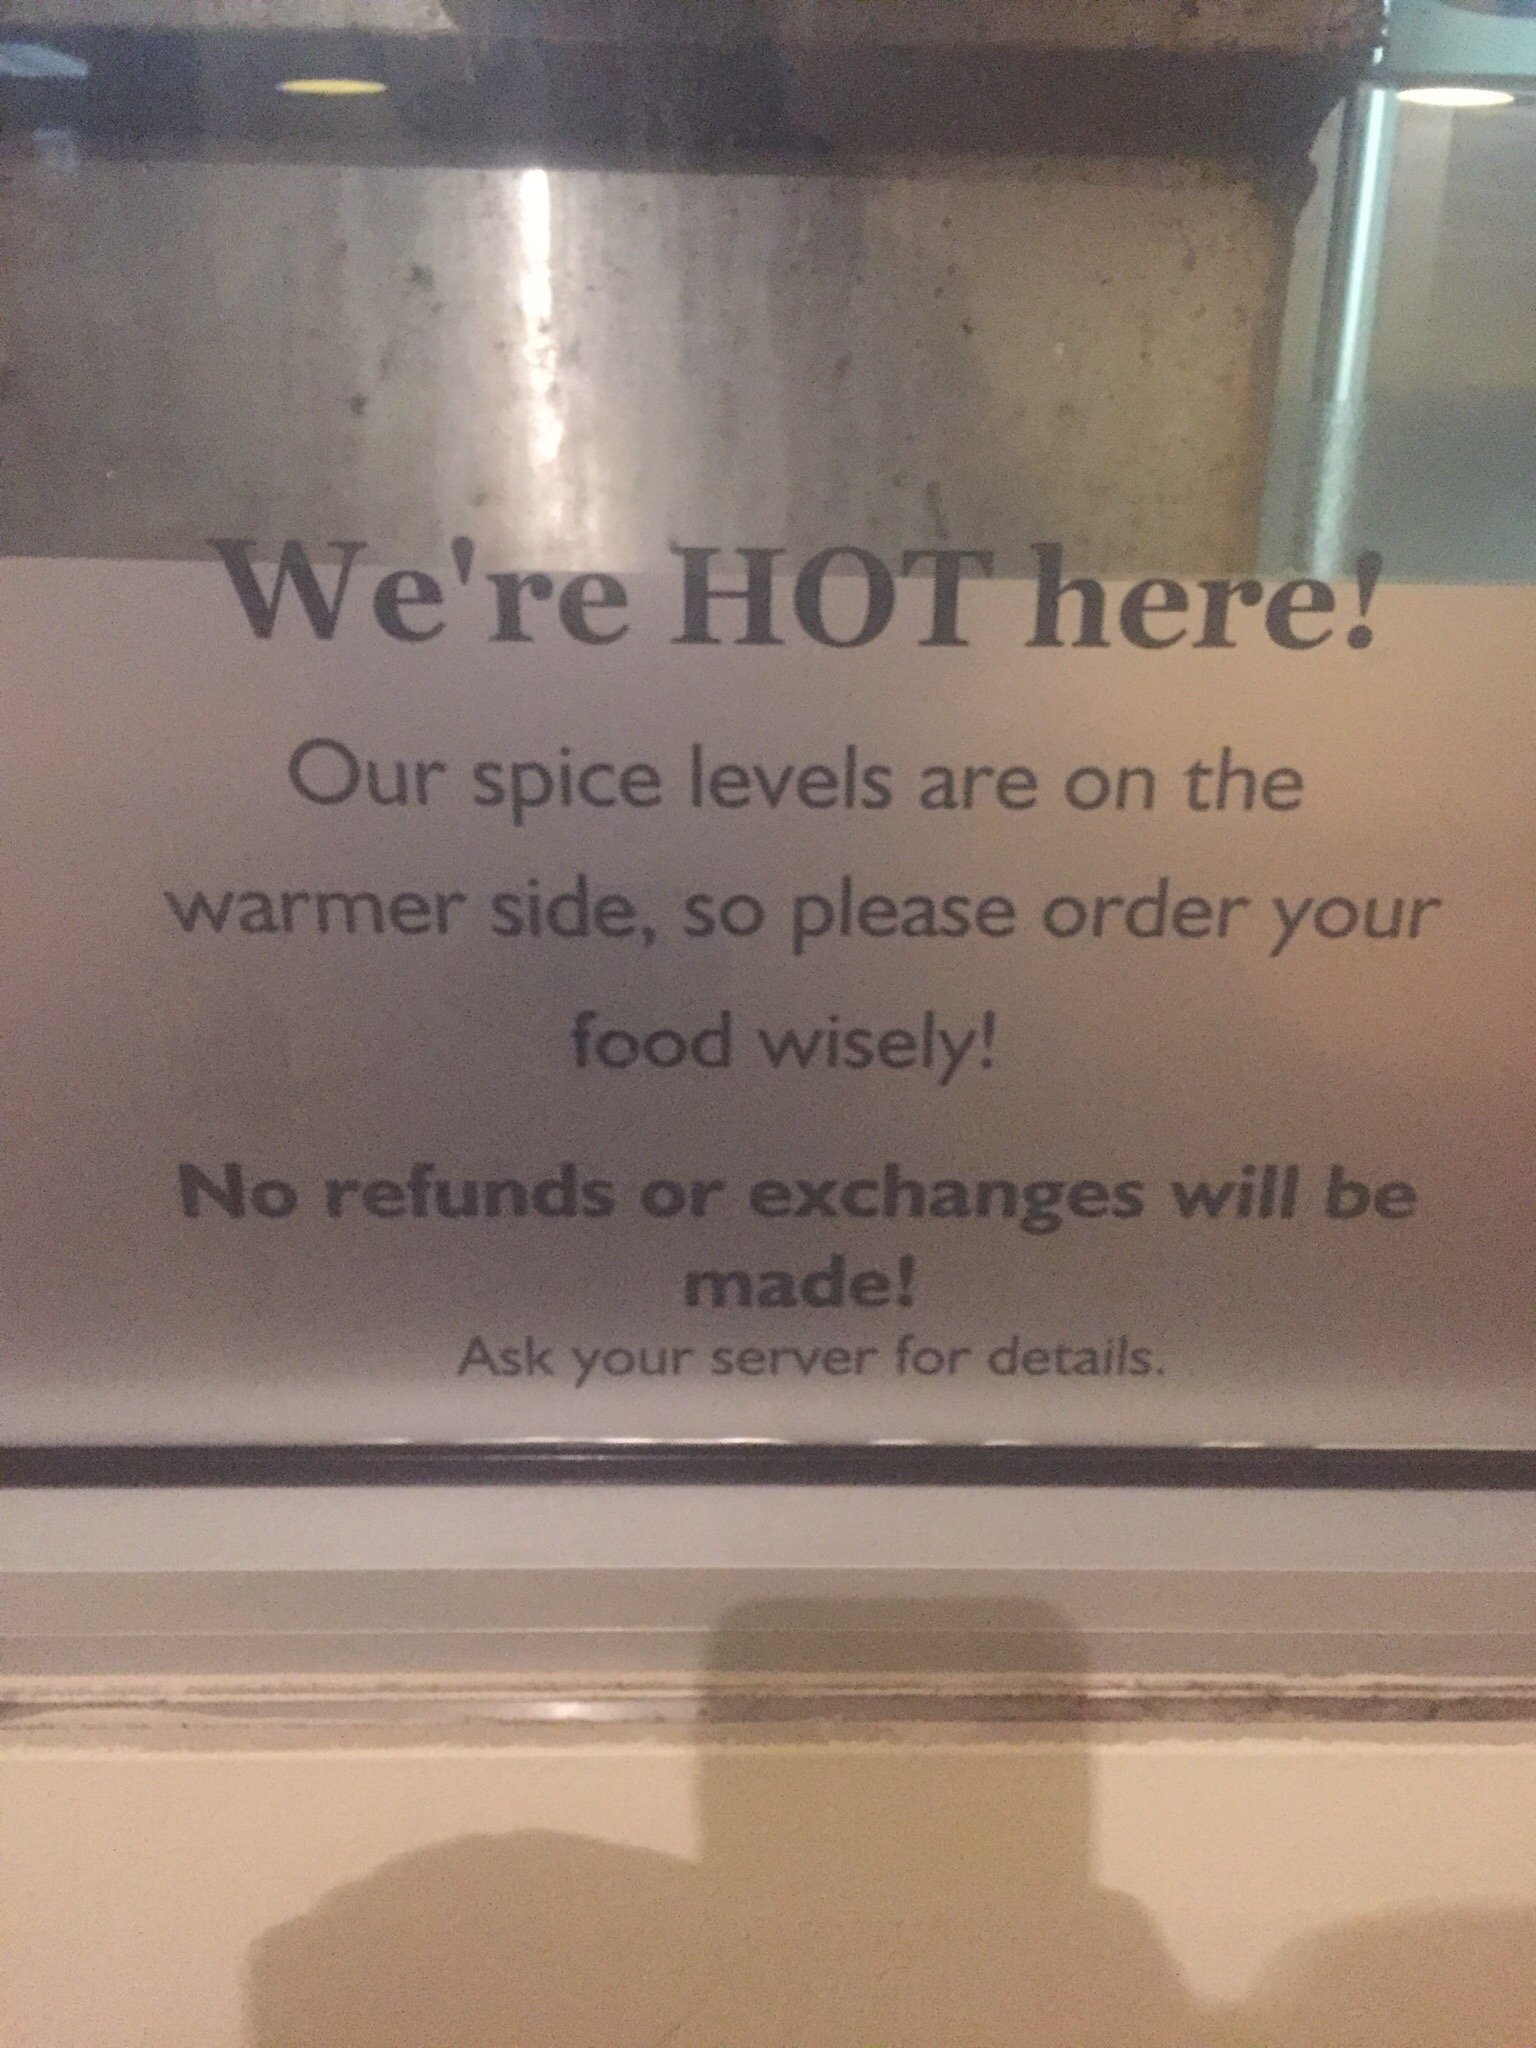 We're HOT here!
Our spice levels are on the
warmer side, so please order your
food wisely!
No refunds or exchanges will be
made!
Ask your server for details.